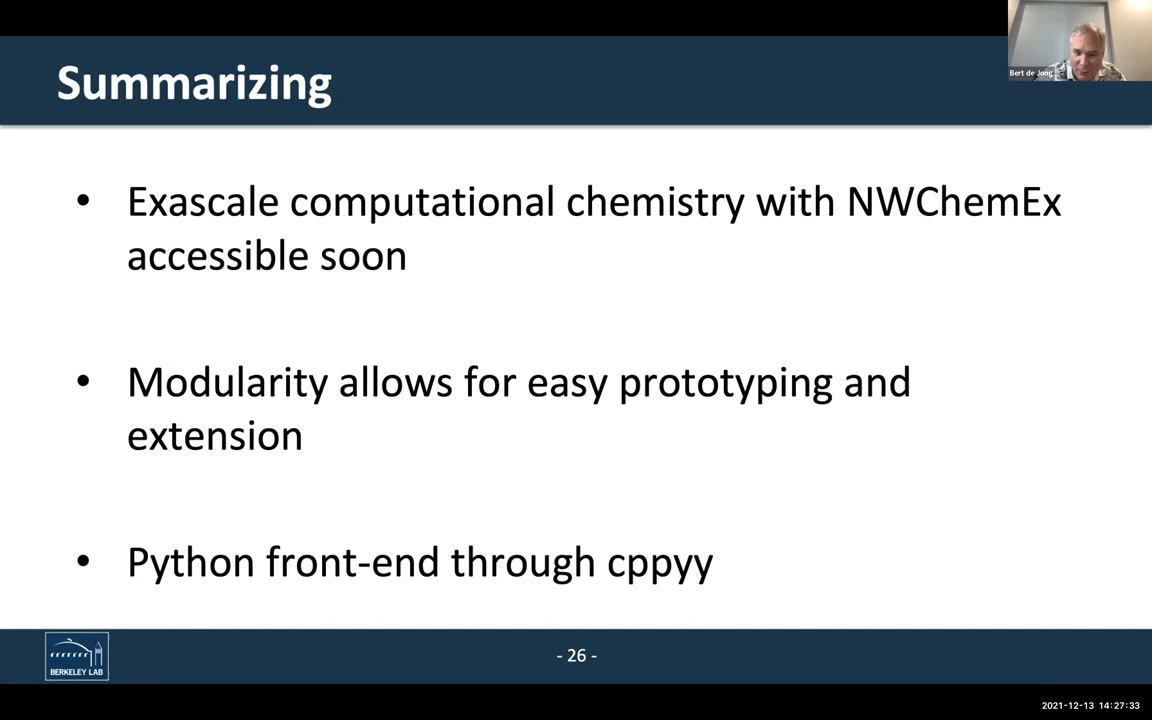 Summarizing
Bert de Jong
• Exascale computational chemistry with NWChemEx
accessible soon
• Modularity allows for easy prototyping and
extension
• Python front-end through cppyy
BERKELEY LAB
- 26 -
2021-12-13 14:27:33